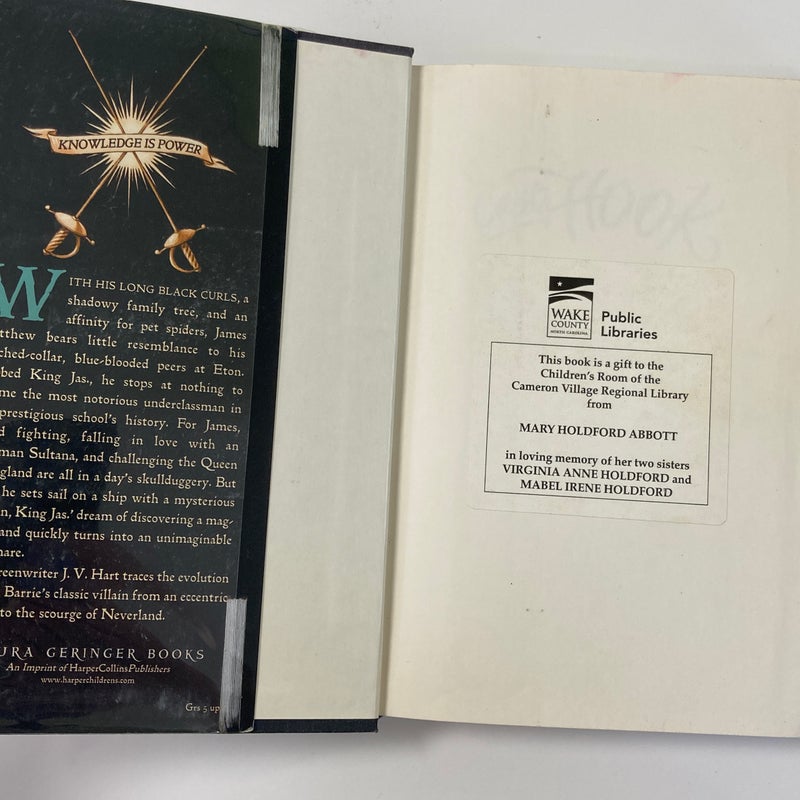 KNOWLEDGE IS POWER
WITH HIS LONG BLACK CURLS, a
shadowy family tree, and an
affinity for pet spiders, James
tthew bears little resemblance to his
ched-collar, blue-blooded peers at Eton.
bed King Jas., he stops at nothing to
me the most notorious underclassman in
prestigious school's history. For James,
d fighting, falling in love with an
man Sultana, and challenging the Queen
gland are all in a day's skullduggery. But
he sets sail on a ship with a mysterious
n, King Jas.' dream of discovering a mag-
and quickly turns into an unimaginable
mare.
reenwriter J. V. Hart traces the evolution
Barrie's classic villain from an eccentric
to the scourge of Neverland.
URA GERINGER BOOKS
An Imprint of HarperCollinsPublishers
www.harperchildrens.com
Grs 5 up
HOOK
WAKE
COUNTY
NORTH CAROLINA
Public
Libraries
This book is a gift to the
Children's Room of the
Cameron Village Regional Library
from
MARY HOLDFORD ABBOTT
in loving memory of her two sisters
VIRGINIA ANNE HOLDFORD and
MABEL IRENE HOLDFORD